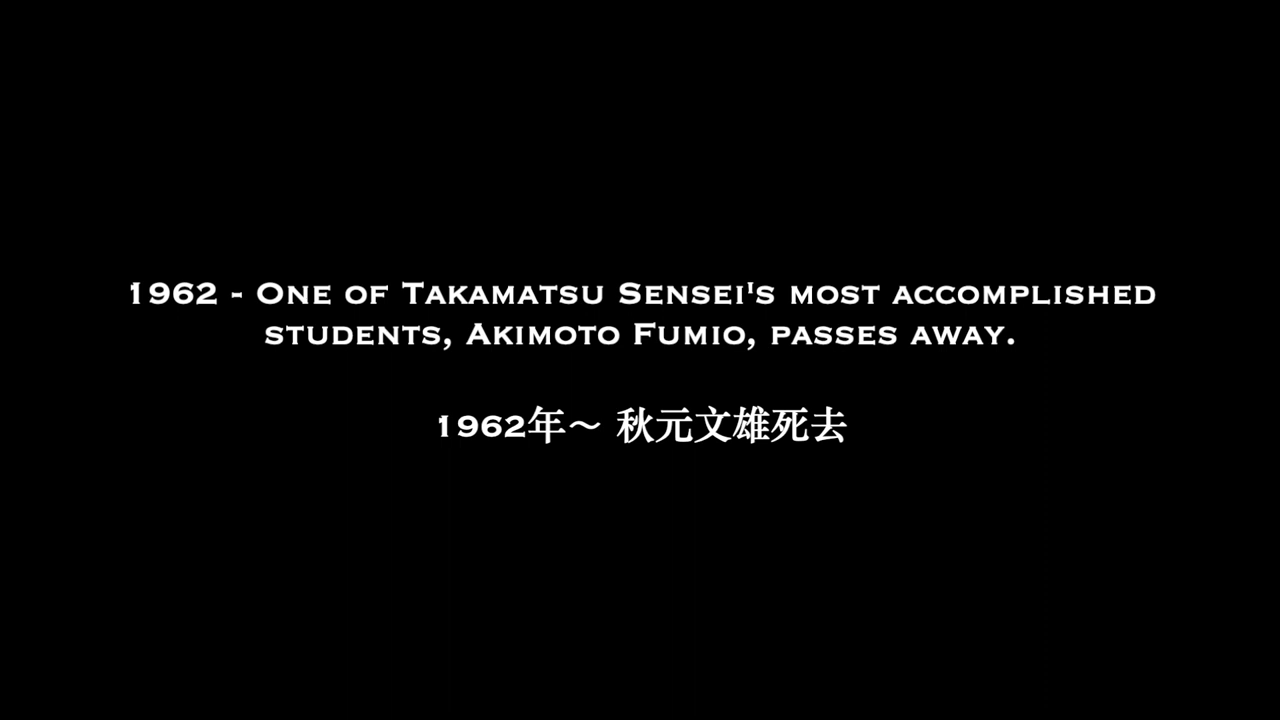 1962 - One of Takamatsu Sensei's most accomplished
students, Akimoto Fumio, passes away.
1962年〜 秋元文雄死去